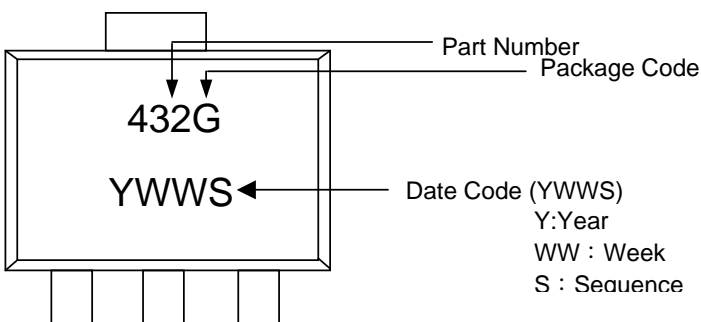 Part Number
Package Code
432G
YWWS
Date Code (YWWS)
Y:Year
WW：Week
S：Sequence